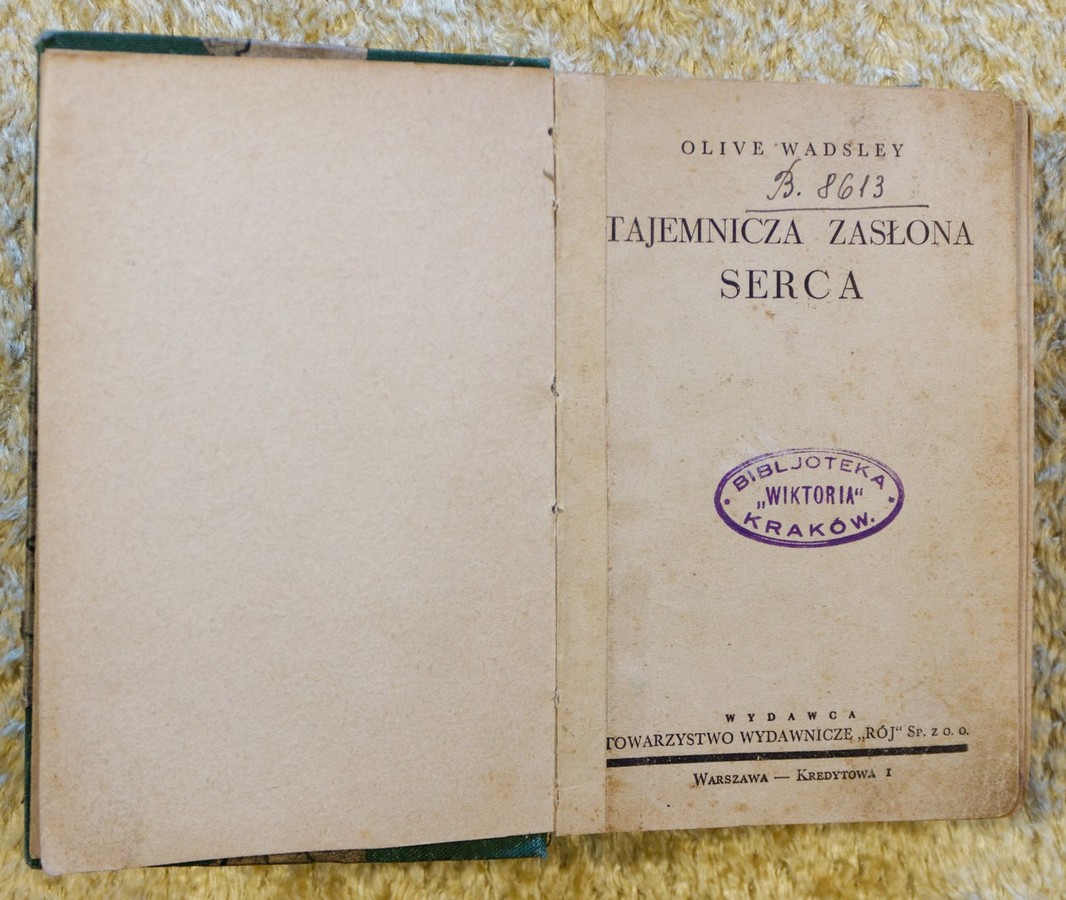 OLIVE WADSLEY
B. 8613
TAJEMNICZA ZASŁONA
SERCA
BIBLJOTEKA
„WIKTORIA“
KRAKÓW.
WYDAWCA
TOWARZYSTWO WYDAWNICZE „RÓJ“ SP. Z O. O.
WARSZAWA — KREDYTOWA 1